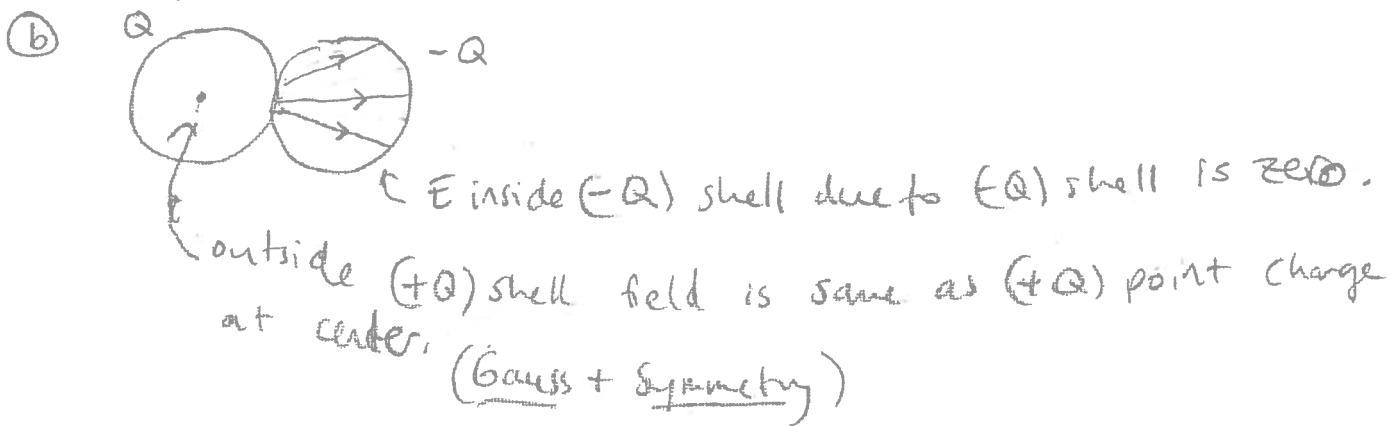 (b) Q -Q
E inside (-Q) shell due to (-Q) shell is zero.
outside (+Q) shell field is same as (+Q) point charge
at center.
(Gauss + Symmetry)